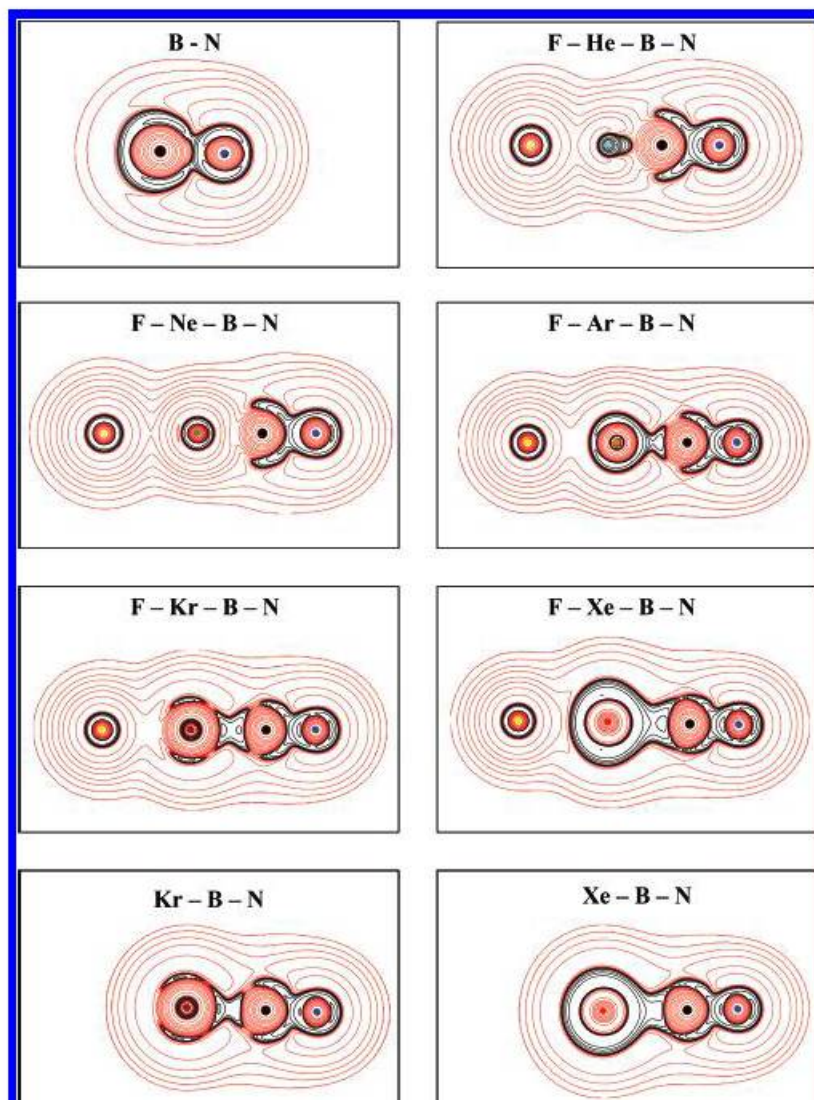 B - N
F – He – B – N
F – Ne – B – N
F – Ar – B – N
F – Kr – B – N
F – Xe – B – N
Kr – B – N
Xe – B – N